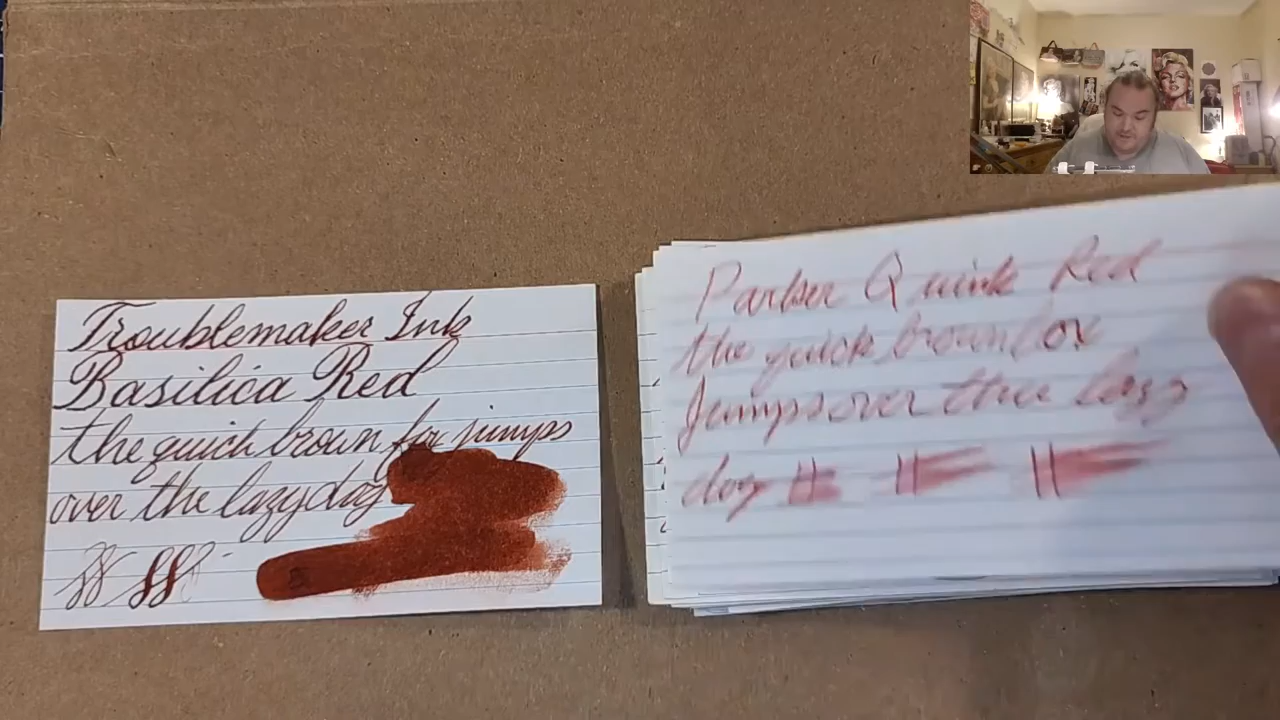 Troublemaker Ink
Basilica Red
the quick brown fox jumps
over the lazy dog
Parker Quink Red
the quick brown fox
Jumps over the lazy
dog